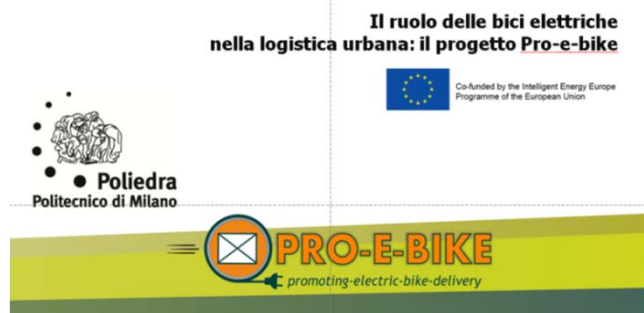 Il ruolo delle bici elettriche
nella logistica urbana: il progetto Pro-e-bike
Co-funded by the Intelligent Energy Europe
Programme of the European Union
Poliedra
Politecnico di Milano
PRO-E-BIKE
promoting-electric-bike-delivery